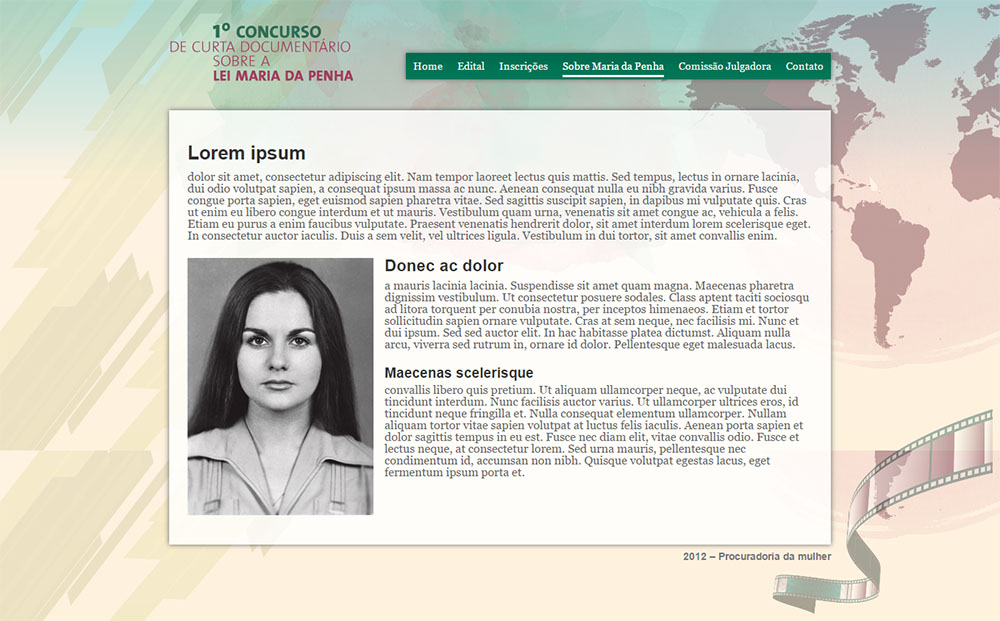 1º CONCURSO
DE CURTA DOCUMENTÁRIO
SOBRE A
LEI MARIA DA PENHA
Home Edital Inscrições Sobre Maria da Penha Comissão Julgadora Contato
Lorem ipsum
dolor sit amet, consectetur adipiscing elit. Nam tempor laoreet lectus quis mattis. Sed tempus, lectus in ornare lacinia,
dui odio volutpat sapien, a consequat ipsum massa ac nunc. Aenean consequat nulla eu nibh gravida varius. Fusce
congue porta sapien, eget euismod sapien pharetra vitae. Sed sagittis suscipit sapien, in dapibus mi vulputate quis. Cras
ut enim eu libero congue interdum et ut mauris. Vestibulum quam urna, venenatis sit amet congue ac, vehicula a felis.
Etiam eu purus a enim faucibus vulputate. Praesent venenatis hendrerit dolor, sit amet interdum lorem scelerisque eget.
In consectetur auctor iaculis. Duis a sem velit, vel ultrices ligula. Vestibulum in dui tortor, sit amet convallis enim.
Donec ac dolor
a mauris lacinia lacinia. Suspendisse sit amet quam magna. Maecenas pharetra
dignissim vestibulum. Ut consectetur posuere sodales. Class aptent taciti sociosqu
ad litora torquent per conubia nostra, per inceptos himenaeos. Etiam et tortor
sollicitudin sapien ornare vulputate. Cras at sem neque, nec facilisis mi. Nunc et
dui ipsum. Sed sed auctor elit. In hac habitasse platea dictumst. Aliquam nulla
arcu, viverra sed rutrum in, ornare id dolor. Pellentesque eget malesuada lacus.
Maecenas scelerisque
convallis libero quis pretium. Ut aliquam ullamcorper neque, ac vulputate dui
tincidunt interdum. Nunc facilisis auctor varius. Ut ullamcorper ultrices eros, id
tincidunt neque fringilla et. Nulla consequat elementum ullamcorper. Nullam
aliquam tortor vitae sapien volutpat at luctus felis iaculis. Aenean porta sapien et
dolor sagittis tempus in eu est. Fusce nec diam elit, vitae convallis odio. Fusce et
lectus neque, at consectetur lorem. Sed urna mauris, pellentesque nec
condimentum id, accumsan non nibh. Quisque volutpat egestas lacus, eget
fermentum ipsum porta et.
2012 – Procuradoria da mulher